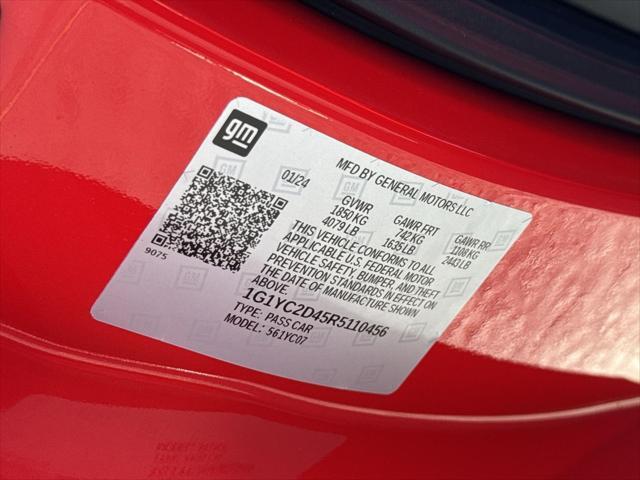 gm
MFD BY GENERAL MOTORS LLC
01/24
GVWR
1850 KG
4079 LB
GAWR FRT
742 KG
1635 LB
GAWR RR
1108 KG
2443 LB
9075
THIS VEHICLE CONFORMS TO ALL
APPLICABLE U.S. FEDERAL MOTOR
VEHICLE SAFETY, BUMPER, AND THEFT
PREVENTION STANDARDS IN EFFECT ON
THE DATE OF MANUFACTURE SHOWN
ABOVE.
1G1YC2D45R5110456
TYPE: PASS CAR
MODEL: 561YC07